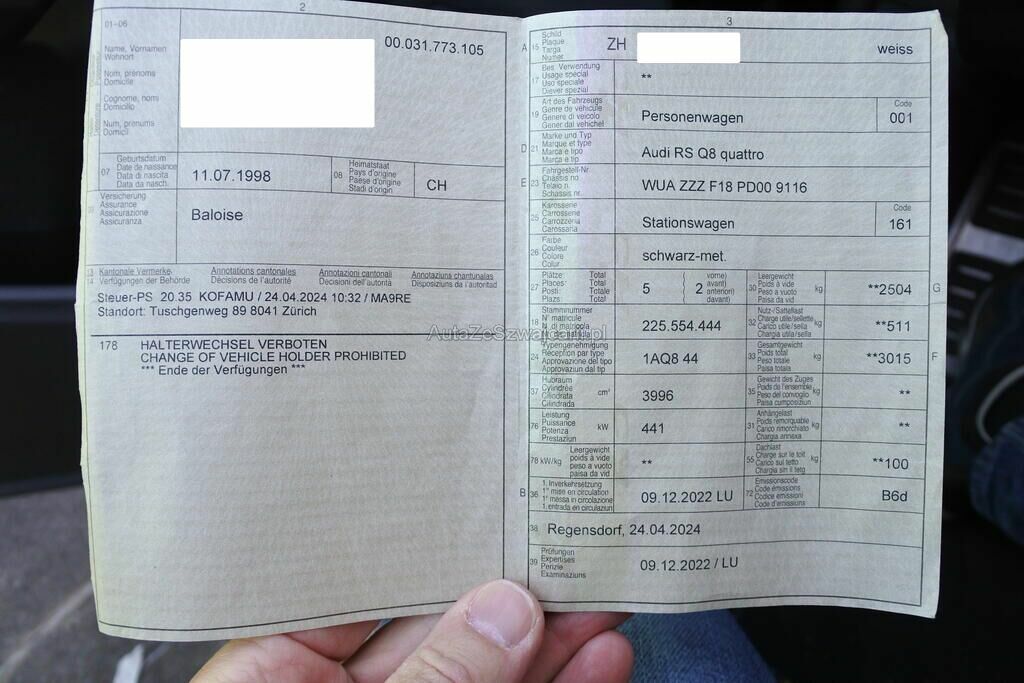 2
01-06
Name, Vornamen
Wohnort
Nom, prénoms
Domicile
Cognome, nomi
Domicilio
Num, prenums
Domicil
00.031.773.105
07
Geburtsdatum
Date de naissance
Data di nascita
Data da nasch.
11.07.1998
08
Heimatstaat
Pays d'origine
Paese d'origine
Stadi d'origin
CH
09
Versicherung
Assurance
Assicurazione
Assicuranza
Baloise
13
14
Kantonale Vermerke
Verfügungen der Behörde
Annotations cantonales
Décisions de l'autorité
Annotazioni cantonali
Decisioni dell'autorità
Annotaziuns chantunalas
Disposiziuns da l'autoritad
Steuer-PS 20.35 KOFAMU / 24.04.2024 10:32 / MA9RE
Standort: Tuschgenweg 89 8041 Zürich
178 HALTERWECHSEL VERBOTEN
CHANGE OF VEHICLE HOLDER PROHIBITED
*** Ende der Verfügungen ***
3
A 15
Schild
Plaque
Targa
Numer
ZH
weiss
17
Bes. Verwendung
Usage spécial
Uso speciale
Diever spezial
**
19
Art des Fahrzeugs
Genre de véhicule
Genere di veicolo
Gener dal vehichel
Personenwagen
Code
001
D 21
Marke und Typ
Marque et type
Marca e tipo
Marca e tip
Audi RS Q8 quattro
E 23
Fahrgestell-Nr.
Châssis no
Telaio n.
Schassis nr.
WUA ZZZ F18 PD00 9116
25
Karosserie
Carrosserie
Carrozzeria
Carossaria
Stationswagen
Code
161
26
Farbe
Couleur
Colore
Colur
schwarz-met.
27
Plätze: Total
Places: Total
Posti: Totale
Plazs: Total
5
( 2
vorne)
avant)
anteriori)
davant)
30
Leergewicht
Poids à vide
Peso a vuoto
Paisa da vid
kg
**2504
G
18
Stammnummer
N° matricule
N. di matricola
225.554.444
32
Nutz-/Sattellast
Charge utile/sellette
Carico utile/sella
Chargia utila/sella
kg
**511
24
Typengenehmigung
Réception par type
Approvazione del tipo
Approvaziun dal tip
1AQ8 44
33
Gesamtgewicht
Poids total
Peso totale
Paisa totala
kg
**3015
F
37
Hubraum
Cylindrée
Cilindrata
Cilindrada
cm³
3996
35
Gewicht des Zuges
Poids de l'ensemble
Peso del convoglio
Paisa cumposiziun
kg
**
76
Leistung
Puissance
Potenza
Prestaziun
kW
441
31
Anhängelast
Poids remorquable
Carico rimorchiato
Chargia annexa
kg
**
78 kW/kg
Leergewicht
poids à vide
peso a vuoto
paisa da vid
**
55
Dachlast
Charge sur le toit
Carico sul tetto
Chargia sin il tetg
kg
**100
B 36
1. Inverkehrsetzung
1re mise en circulation
1a messa in circolazione
1. entrada en circulaziun
09.12.2022 LU
72
Emissionscode
Code émissions
Codice emissioni
Code d'emissiuns
B6d
38
Regensdorf, 24.04.2024
39
Prüfungen
Expertises
Perizie
Examinaziuns
09.12.2022 / LU
AutaZeSzwajcarii.pl